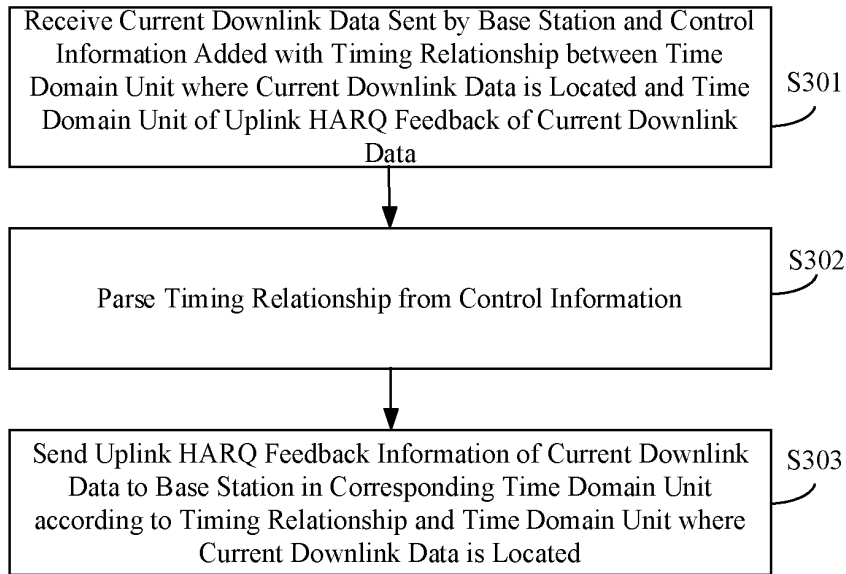 Receive Current Downlink Data Sent by Base Station and Control
Information Added with Timing Relationship between Time
Domain Unit where Current Downlink Data is Located and Time
Domain Unit of Uplink HARQ Feedback of Current Downlink
Data
S301
Parse Timing Relationship from Control Information
S302
Send Uplink HARQ Feedback Information of Current Downlink
Data to Base Station in Corresponding Time Domain Unit
according to Timing Relationship and Time Domain Unit where
Current Downlink Data is Located
S303